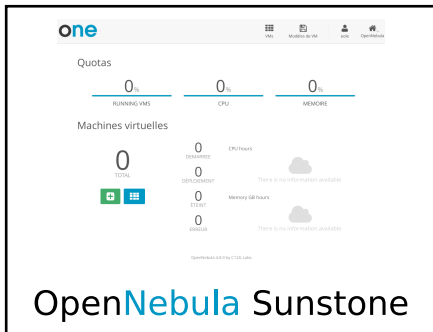 one
VMs
Modèles de VM
OpenNebula
Quotas
0%
0%
0%
RUNNING VMS
CPU
MEMOIRE
Machines virtuelles
0
TOTAL
0
DEMARREE
CPU hours
0
DÉPLOIEMENT
There is no information available
0
ÉTEINT
Memory GB hours
0
ERREUR
There is no information available
OpenNebula Sunstone